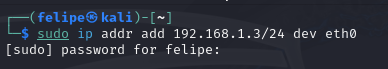 ┌──(felipe㉿kali)-[~]
└─$ sudo ip addr add 192.168.1.3/24 dev eth0
[sudo] password for felipe: